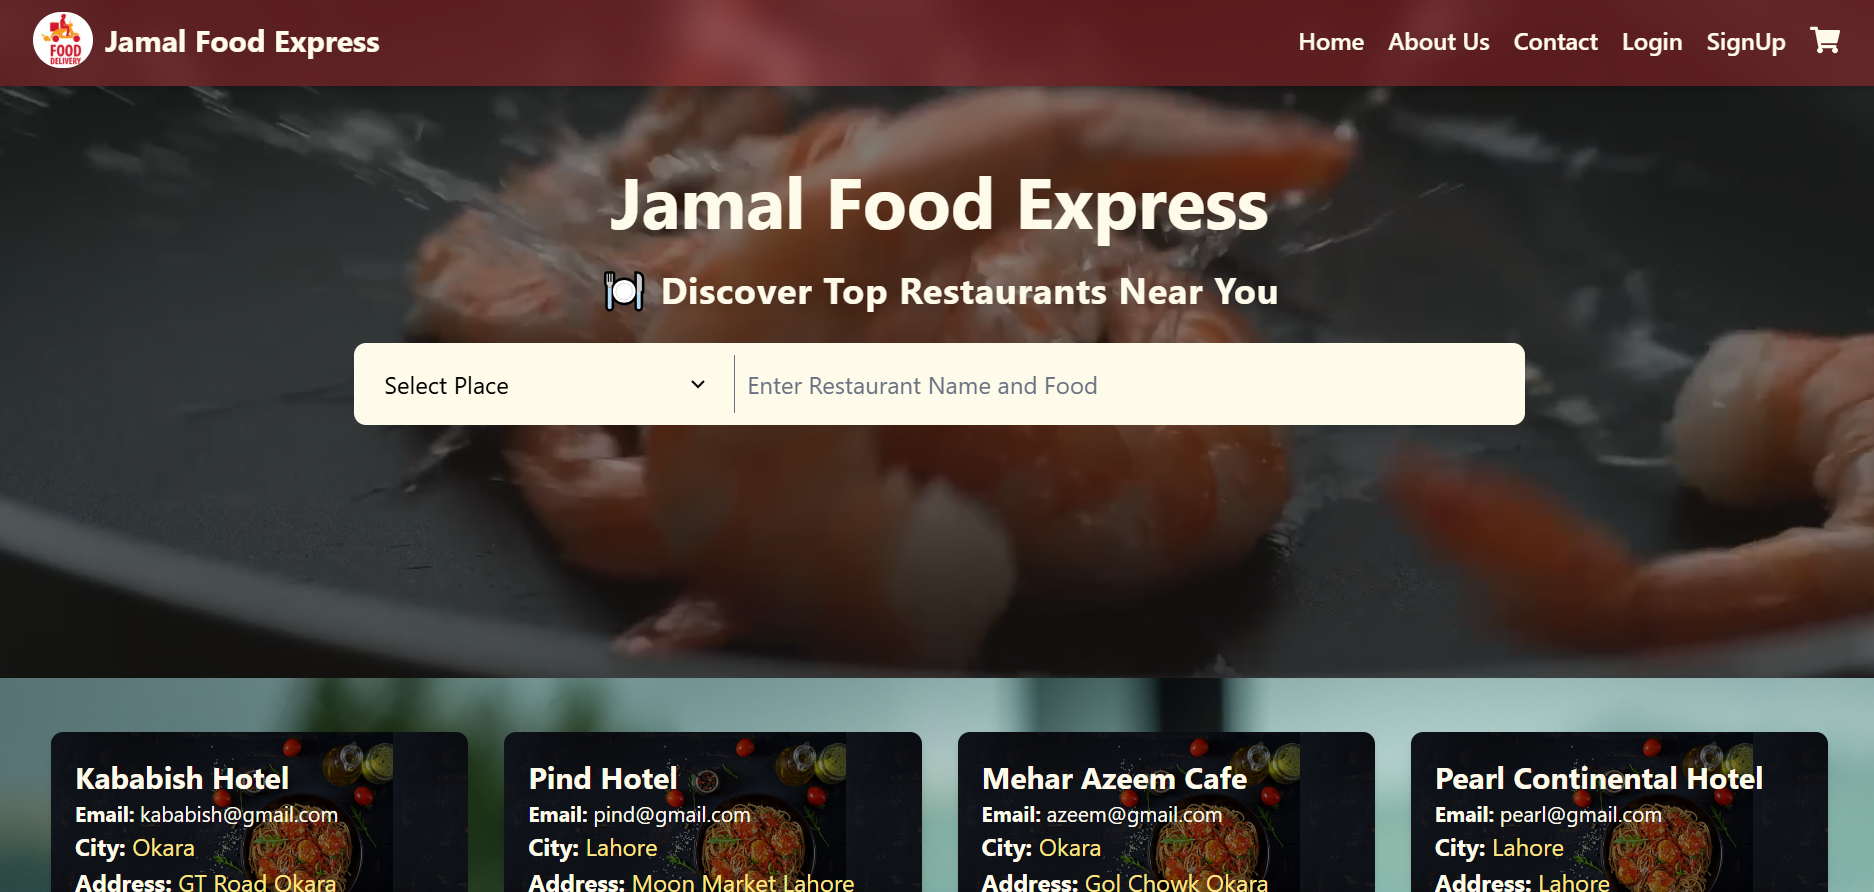 FOOD
DELIVERY
Jamal Food Express
Home About Us Contact Login SignUp
Jamal Food Express
🍽️ Discover Top Restaurants Near You
Select Place
Enter Restaurant Name and Food
Kababish Hotel
Email: kababish@gmail.com
City: Okara
Address: GT Road Okara
Pind Hotel
Email: pind@gmail.com
City: Lahore
Address: Moon Market Lahore
Mehar Azeem Cafe
Email: azeem@gmail.com
City: Okara
Address: Gol Chowk Okara
Pearl Continental Hotel
Email: pearl@gmail.com
City: Lahore
Address: Lahore